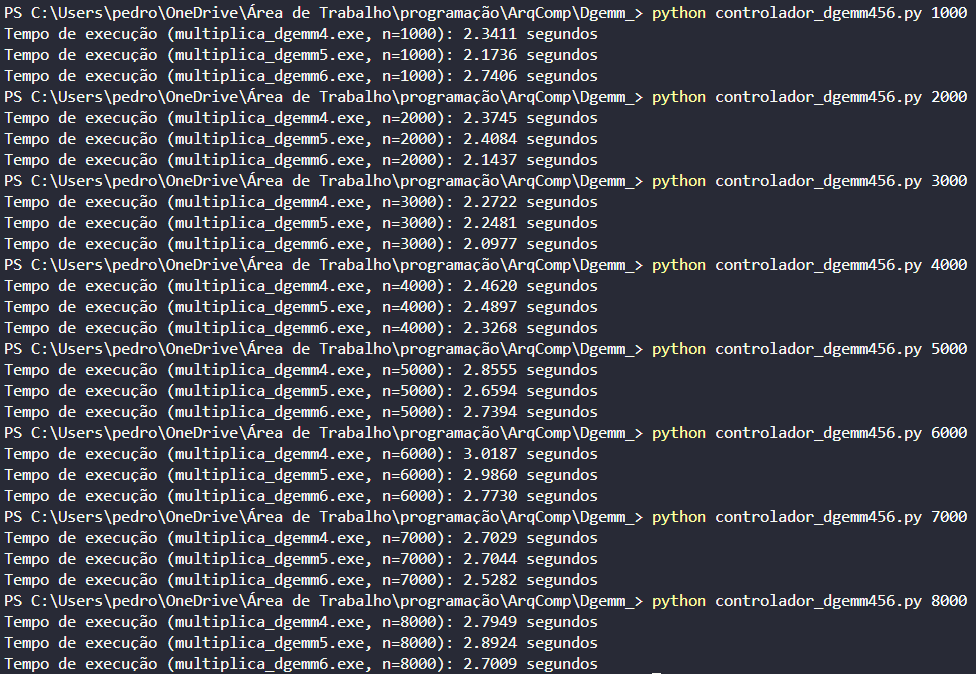 PS C:\Users\pedro\OneDrive\Área de Trabalho\programação\ArqComp\Dgemm_> python controlador_dgemm456.py 1000
Tempo de execução (multiplica_dgemm4.exe, n=1000): 2.3411 segundos
Tempo de execução (multiplica_dgemm5.exe, n=1000): 2.1736 segundos
Tempo de execução (multiplica_dgemm6.exe, n=1000): 2.7406 segundos
PS C:\Users\pedro\OneDrive\Área de Trabalho\programação\ArqComp\Dgemm_> python controlador_dgemm456.py 2000
Tempo de execução (multiplica_dgemm4.exe, n=2000): 2.3745 segundos
Tempo de execução (multiplica_dgemm5.exe, n=2000): 2.4084 segundos
Tempo de execução (multiplica_dgemm6.exe, n=2000): 2.1437 segundos
PS C:\Users\pedro\OneDrive\Área de Trabalho\programação\ArqComp\Dgemm_> python controlador_dgemm456.py 3000
Tempo de execução (multiplica_dgemm4.exe, n=3000): 2.2722 segundos
Tempo de execução (multiplica_dgemm5.exe, n=3000): 2.2481 segundos
Tempo de execução (multiplica_dgemm6.exe, n=3000): 2.0977 segundos
PS C:\Users\pedro\OneDrive\Área de Trabalho\programação\ArqComp\Dgemm_> python controlador_dgemm456.py 4000
Tempo de execução (multiplica_dgemm4.exe, n=4000): 2.4620 segundos
Tempo de execução (multiplica_dgemm5.exe, n=4000): 2.4897 segundos
Tempo de execução (multiplica_dgemm6.exe, n=4000): 2.3268 segundos
PS C:\Users\pedro\OneDrive\Área de Trabalho\programação\ArqComp\Dgemm_> python controlador_dgemm456.py 5000
Tempo de execução (multiplica_dgemm4.exe, n=5000): 2.8555 segundos
Tempo de execução (multiplica_dgemm5.exe, n=5000): 2.6594 segundos
Tempo de execução (multiplica_dgemm6.exe, n=5000): 2.7394 segundos
PS C:\Users\pedro\OneDrive\Área de Trabalho\programação\ArqComp\Dgemm_> python controlador_dgemm456.py 6000
Tempo de execução (multiplica_dgemm4.exe, n=6000): 3.0187 segundos
Tempo de execução (multiplica_dgemm5.exe, n=6000): 2.9860 segundos
Tempo de execução (multiplica_dgemm6.exe, n=6000): 2.7730 segundos
PS C:\Users\pedro\OneDrive\Área de Trabalho\programação\ArqComp\Dgemm_> python controlador_dgemm456.py 7000
Tempo de execução (multiplica_dgemm4.exe, n=7000): 2.7029 segundos
Tempo de execução (multiplica_dgemm5.exe, n=7000): 2.7044 segundos
Tempo de execução (multiplica_dgemm6.exe, n=7000): 2.5282 segundos
PS C:\Users\pedro\OneDrive\Área de Trabalho\programação\ArqComp\Dgemm_> python controlador_dgemm456.py 8000
Tempo de execução (multiplica_dgemm4.exe, n=8000): 2.7949 segundos
Tempo de execução (multiplica_dgemm5.exe, n=8000): 2.8924 segundos
Tempo de execução (multiplica_dgemm6.exe, n=8000): 2.7009 segundos